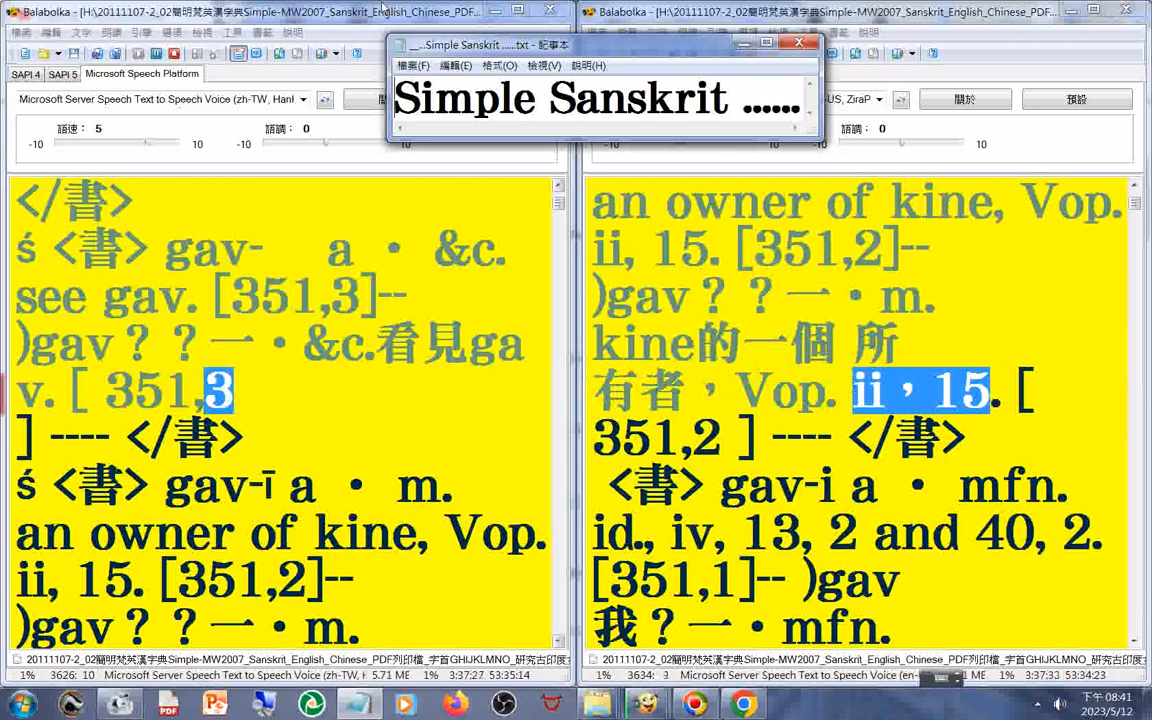 Balabolka - [H:\20111107-2_02簡明梵英漢字典Simple-MW2007_Sanskrit_English_Chinese_PDF...
Balabolka - [H:\20111107-2_02簡明梵英漢字典Simple-MW2007_Sanskrit_English_Chinese_PDF...
__...Simple Sanskrit ......txt - 記事本
檔案(F) 編輯(E) 格式(O) 檢視(V) 說明(H)
Simple Sanskrit ......
SAPI 4 SAPI 5 Microsoft Speech Platform
Microsoft Server Speech Text to Speech Voice (zh-TW, Hanl
-US, ZiraP
關於
預設
語速： 5
語調： 0
語調： 0
-10 10 -10
10
</書>
ś <書> gav- a • &c.
see gav. [351,3]--
)gav？？一•&c.看見ga
v. [ 351,3
] ---- </書>
ś <書> gav-ī a • m.
an owner of kine, Vop.
ii, 15. [351,2]--
)gav？？一•m.
an owner of kine, Vop.
ii, 15. [351,2]--
)gav？？一•m.
kine的一個 所
有者，Vop. ii，15. [
351,2 ] ---- </書>
<書> gav-i a • mfn.
id., iv, 13, 2 and 40, 2.
[351,1]-- )gav
我？一•mfn.
20111107-2_02簡明梵英漢字典Simple-MW2007_Sanskrit_English_Chinese_PDF列印檔_字首GHIJKLMNO_研究古印度
20111107-2_02簡明梵英漢字典Simple-MW2007_Sanskrit_English_Chinese_PDF列印檔_字首GHIJKLMNO_研究古印度
1% 3626: 10 Microsoft Server Speech Text to Speech Voice (zh-TW, H 5.71 ME 1% 3:37:27 53:35:14
1% 3634: Microsoft Server Speech Text to Speech Voice 1% 3:37:33 53:34:23
下午 08:41
2023/5/12